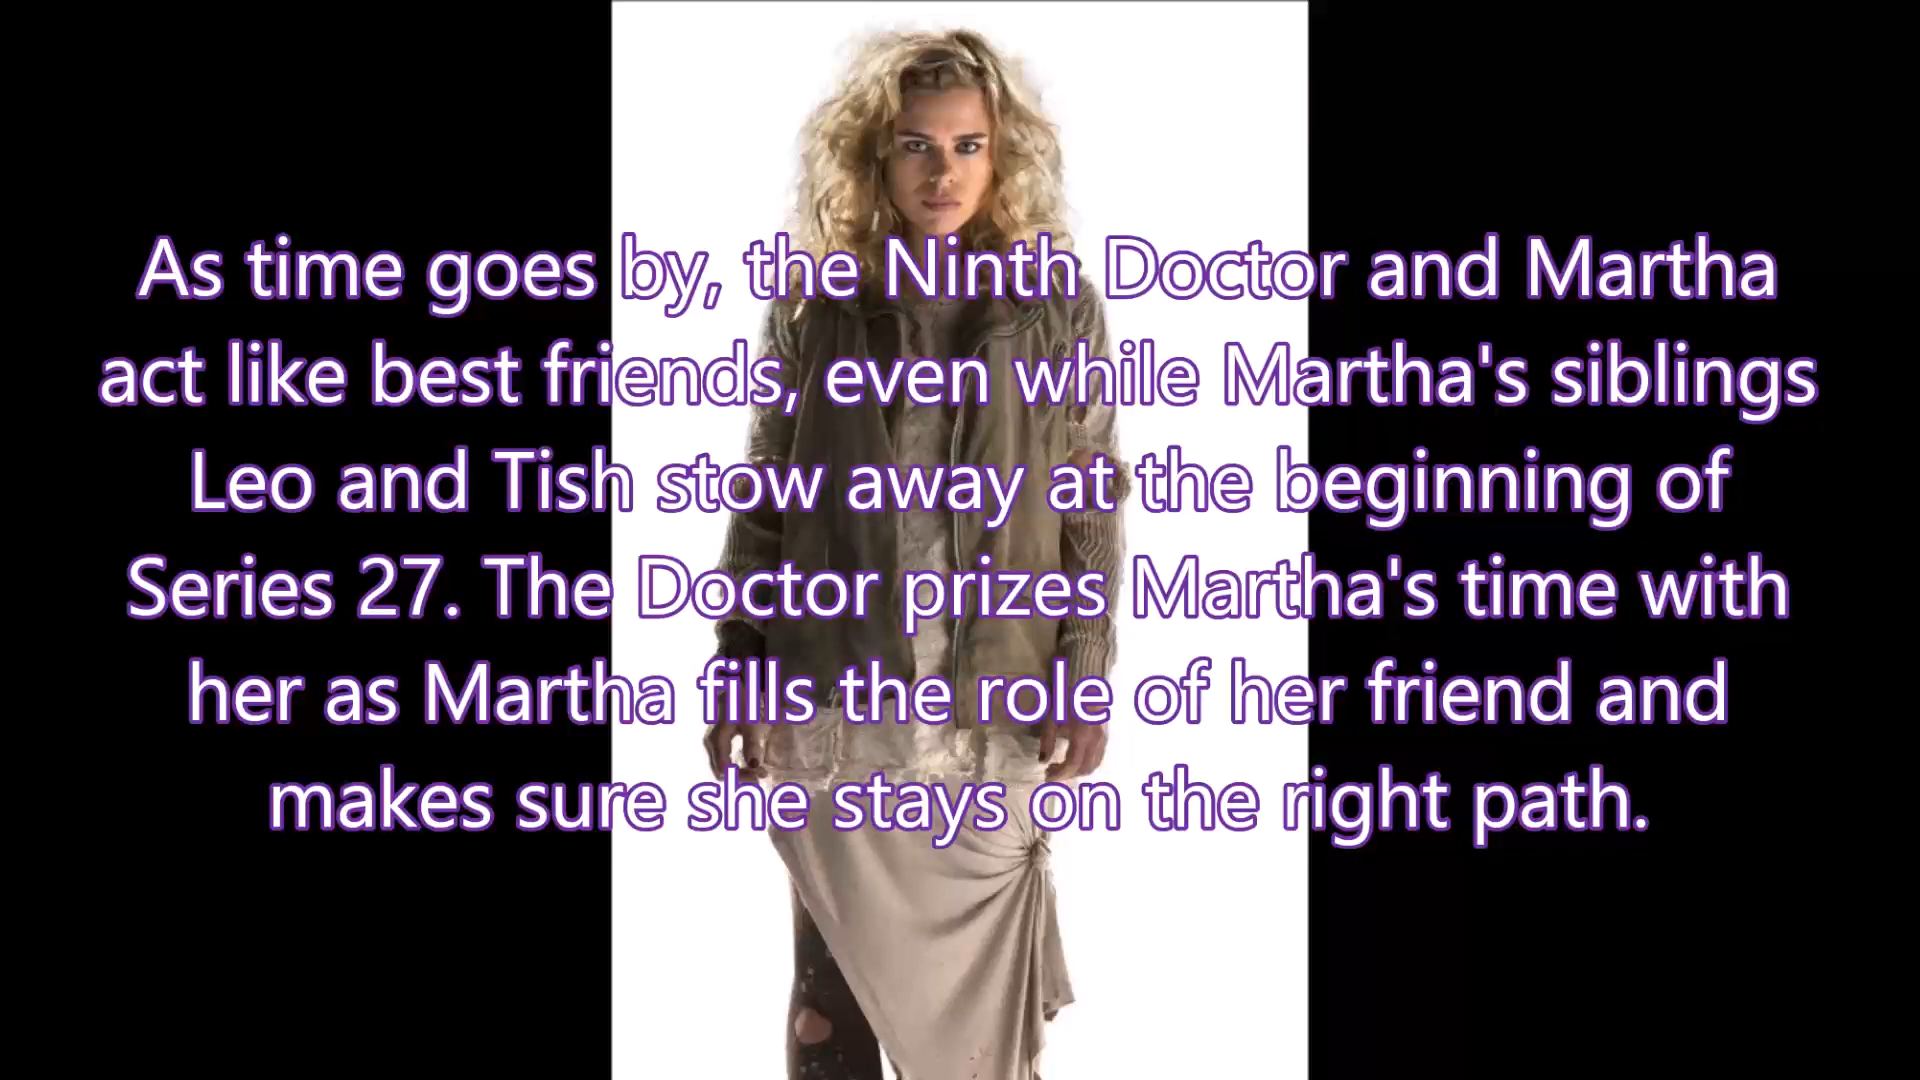 As time goes by, the Ninth Doctor and Martha
act like best friends, even while Martha's siblings
Leo and Tish stow away at the beginning of
Series 27. The Doctor prizes Martha's time with
her as Martha fills the role of her friend and
makes sure she stays on the right path.